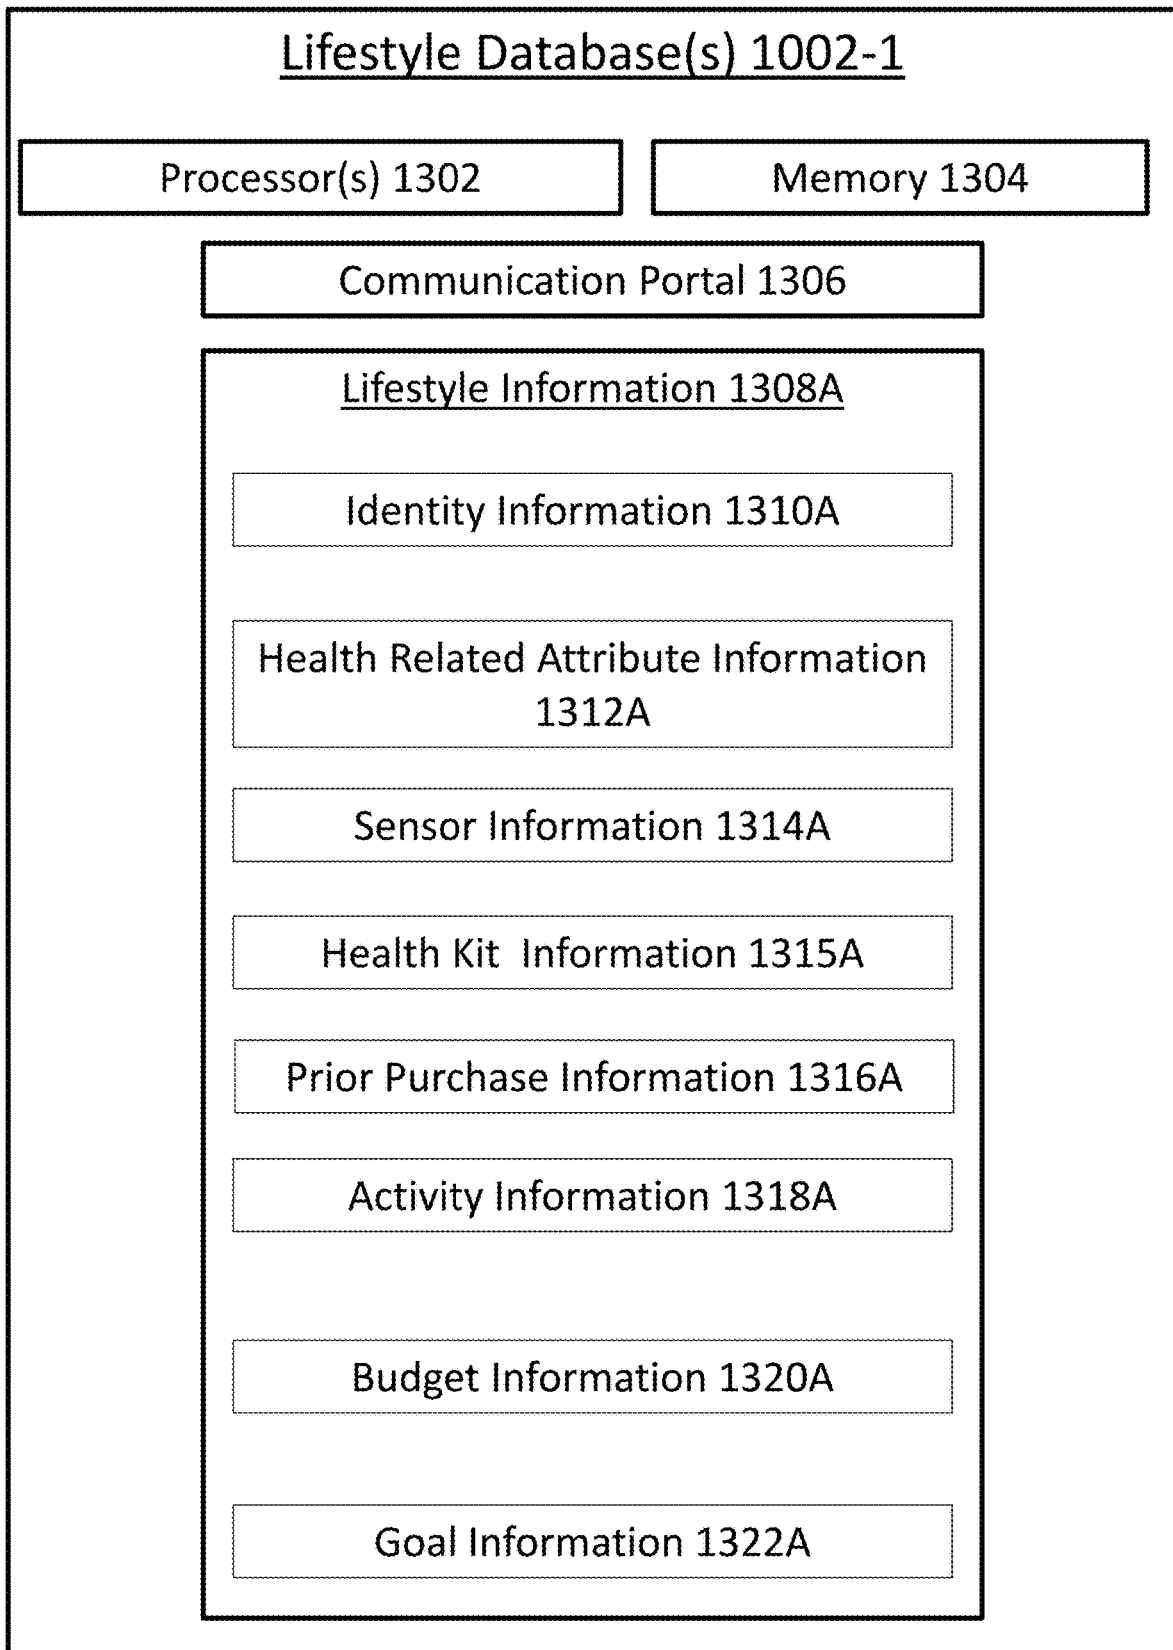 Lifestyle Database(s) 1002-1
Processor(s) 1302
Memory 1304
Communication Portal 1306
Lifestyle Information 1308A
Identity Information 1310A
Health Related Attribute Information
1312A
Sensor Information 1314A
Health Kit  Information 1315A
Prior Purchase Information 1316A
Activity Information 1318A
Budget Information 1320A
Goal Information 1322A